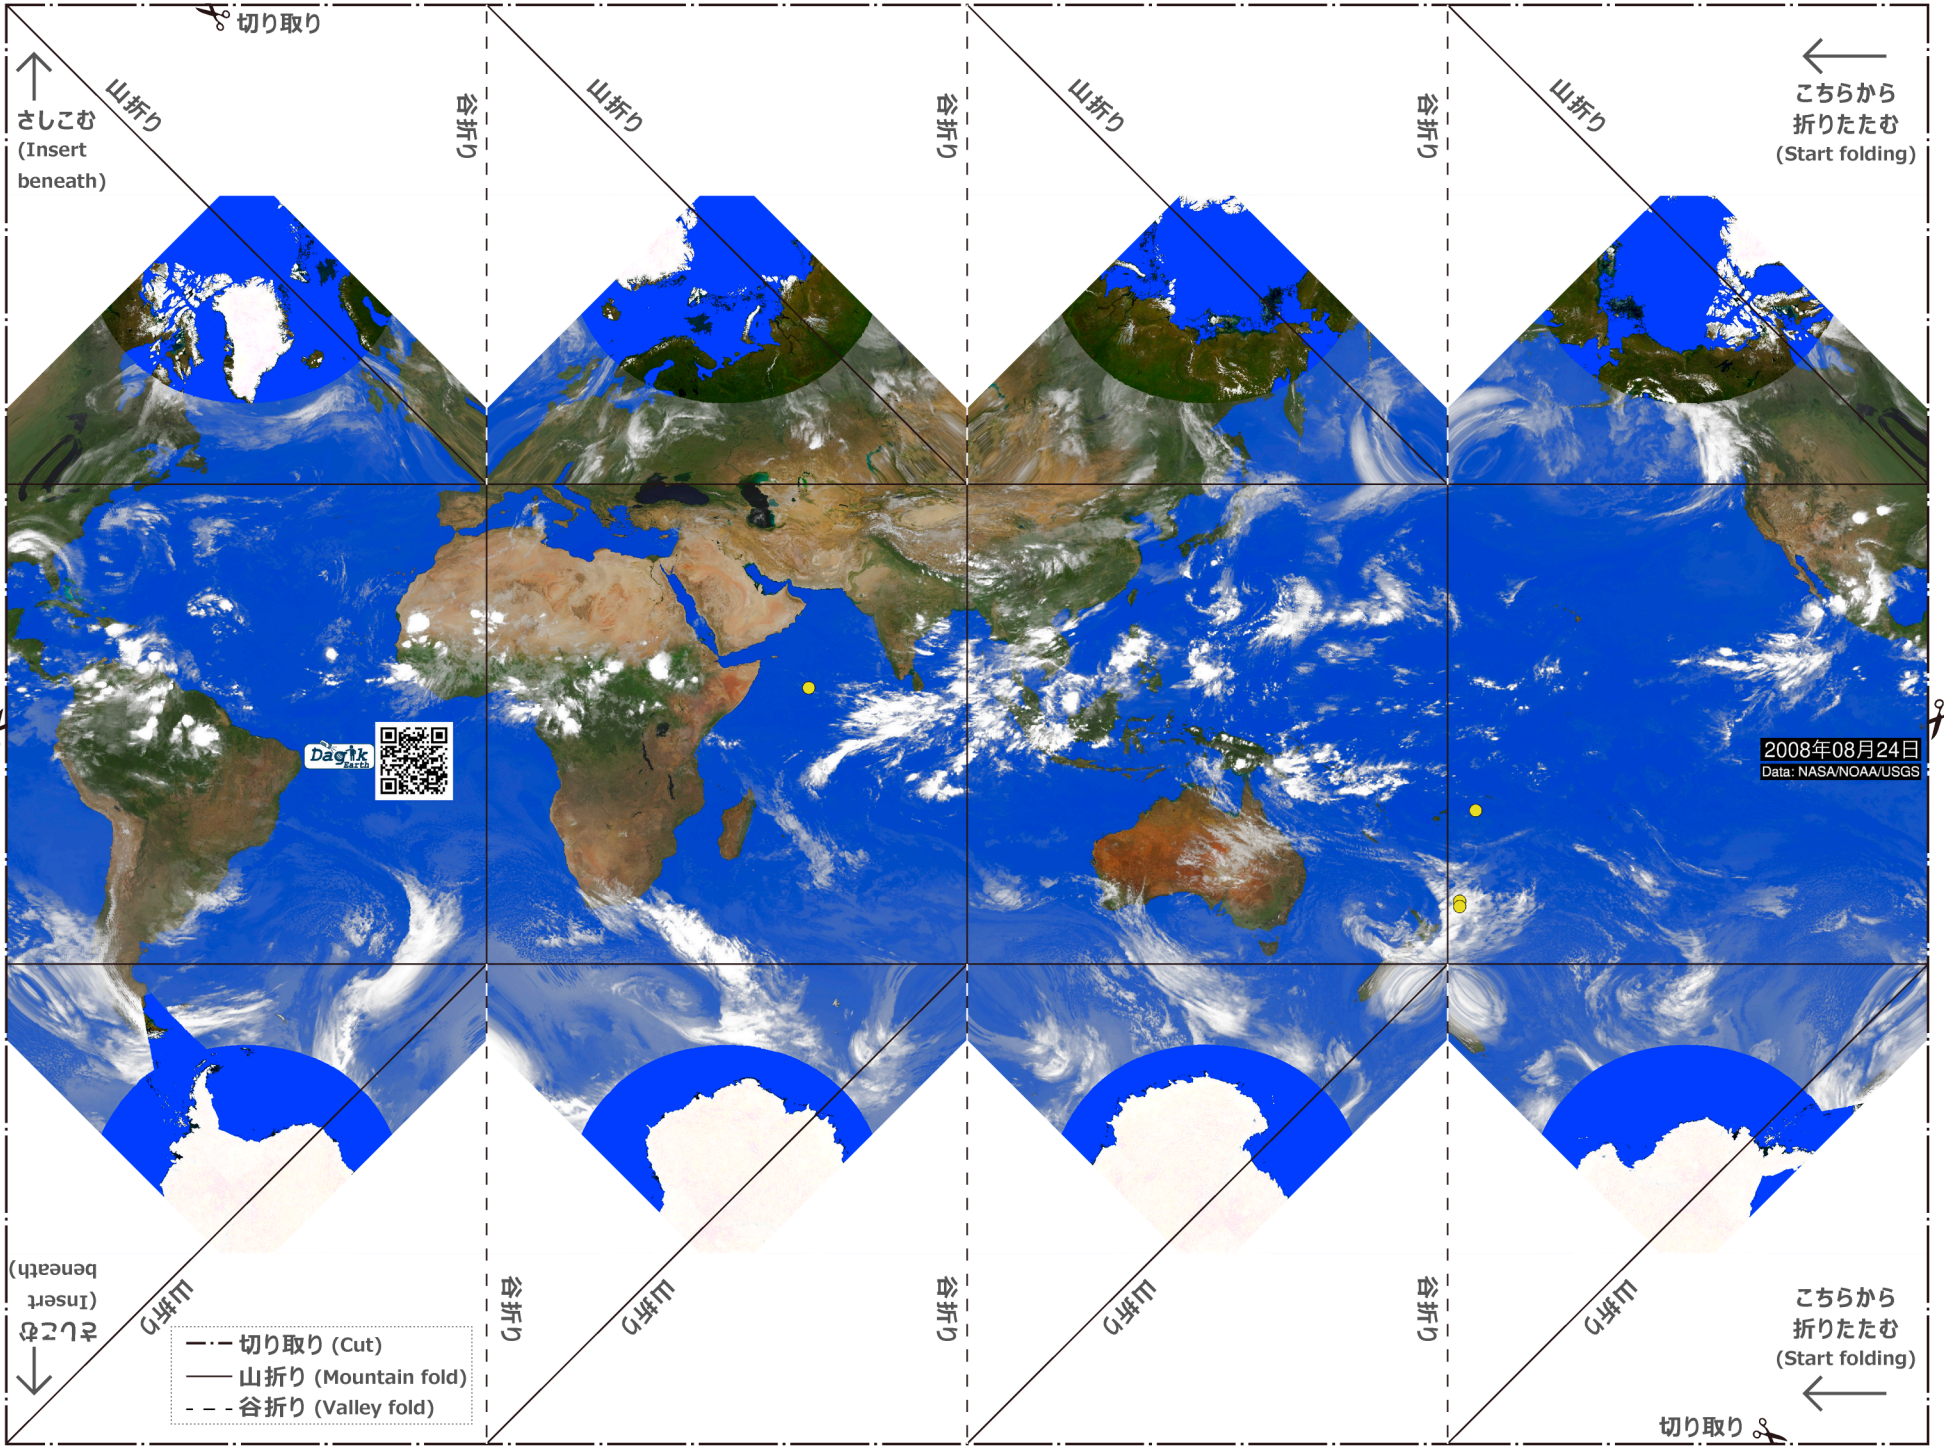 切り取り
さしこむ
(Insert
beneath)
山折り
谷折り
山折り
谷折り
山折り
谷折り
山折り
こちらから
折りたたむ
(Start folding)
Dagik
Earth
2008年08月24日
Data: NASA/NOAA/USGS
さしこむ
(Insert
beneath)
山折り
谷折り
山折り
谷折り
山折り
谷折り
山折り
こちらから
折りたたむ
(Start folding)
切り取り (Cut)
山折り (Mountain fold)
谷折り (Valley fold)
切り取り